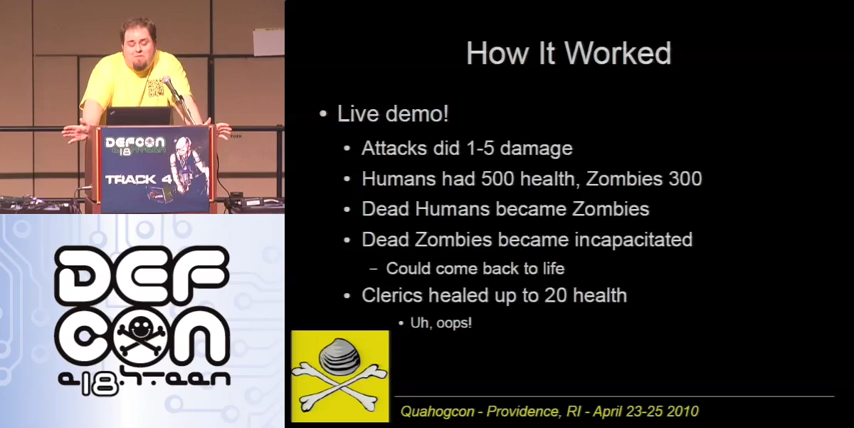 DEFCON
18
TRACK 4
DEF
CON
e18hteen
How It Worked
• Live demo!
• Attacks did 1-5 damage
• Humans had 500 health, Zombies 300
• Dead Humans became Zombies
• Dead Zombies became incapacitated
– Could come back to life
• Clerics healed up to 20 health
• Uh, oops!
Quahogcon - Providence, RI - April 23-25 2010